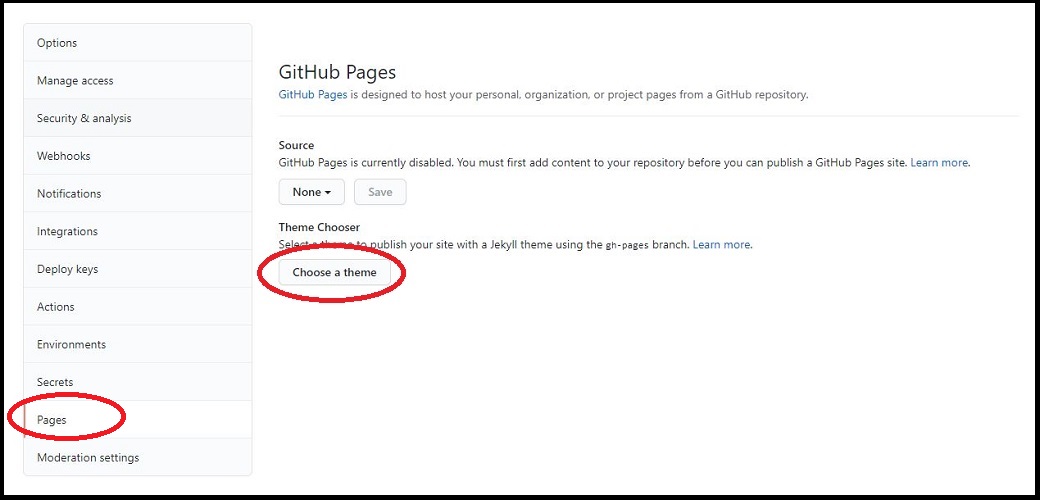 Options
Manage access
Security & analysis
Webhooks
Notifications
Integrations
Deploy keys
Actions
Environments
Secrets
Pages
Moderation settings
GitHub Pages
GitHub Pages is designed to host your personal, organization, or project pages from a GitHub repository.
Source
GitHub Pages is currently disabled. You must first add content to your repository before you can publish a GitHub Pages site. Learn more.
None Save
Theme Chooser
Select a theme to publish your site with a Jekyll theme using the gh-pages branch. Learn more.
Choose a theme